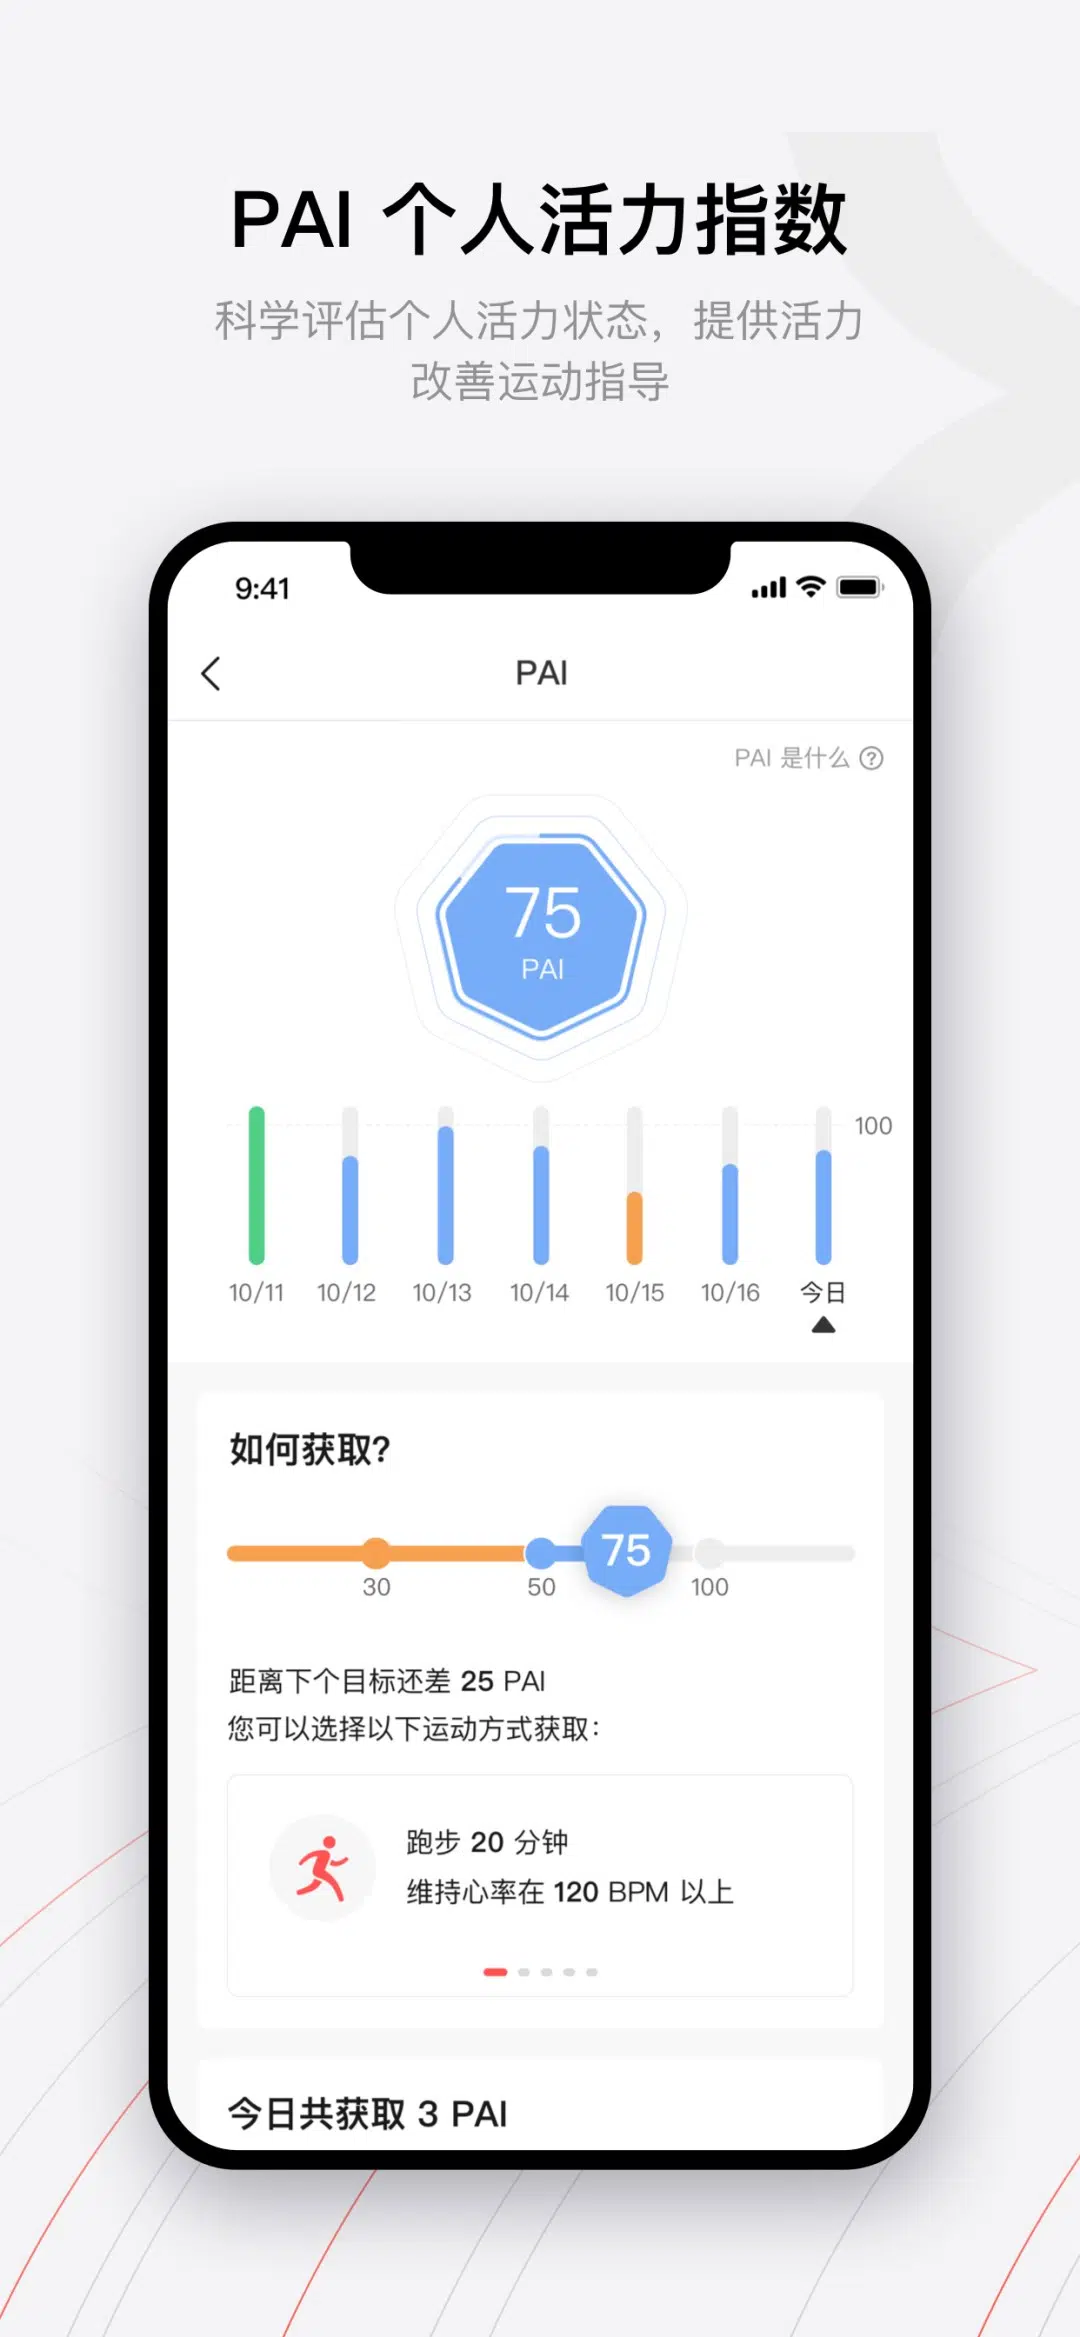 PAI 个人活力指数
科学评估个人活力状态，提供活力
改善运动指导
9:41
PAI
PAI 是什么 ?
75
PAI
100
10/11 10/12 10/13 10/14 10/15 10/16 今日
如何获取?
75
30 50 100
距离下个目标还差 25 PAI
您可以选择以下运动方式获取：
跑步 20 分钟
维持心率在 120 BPM 以上
今日共获取 3 PAI